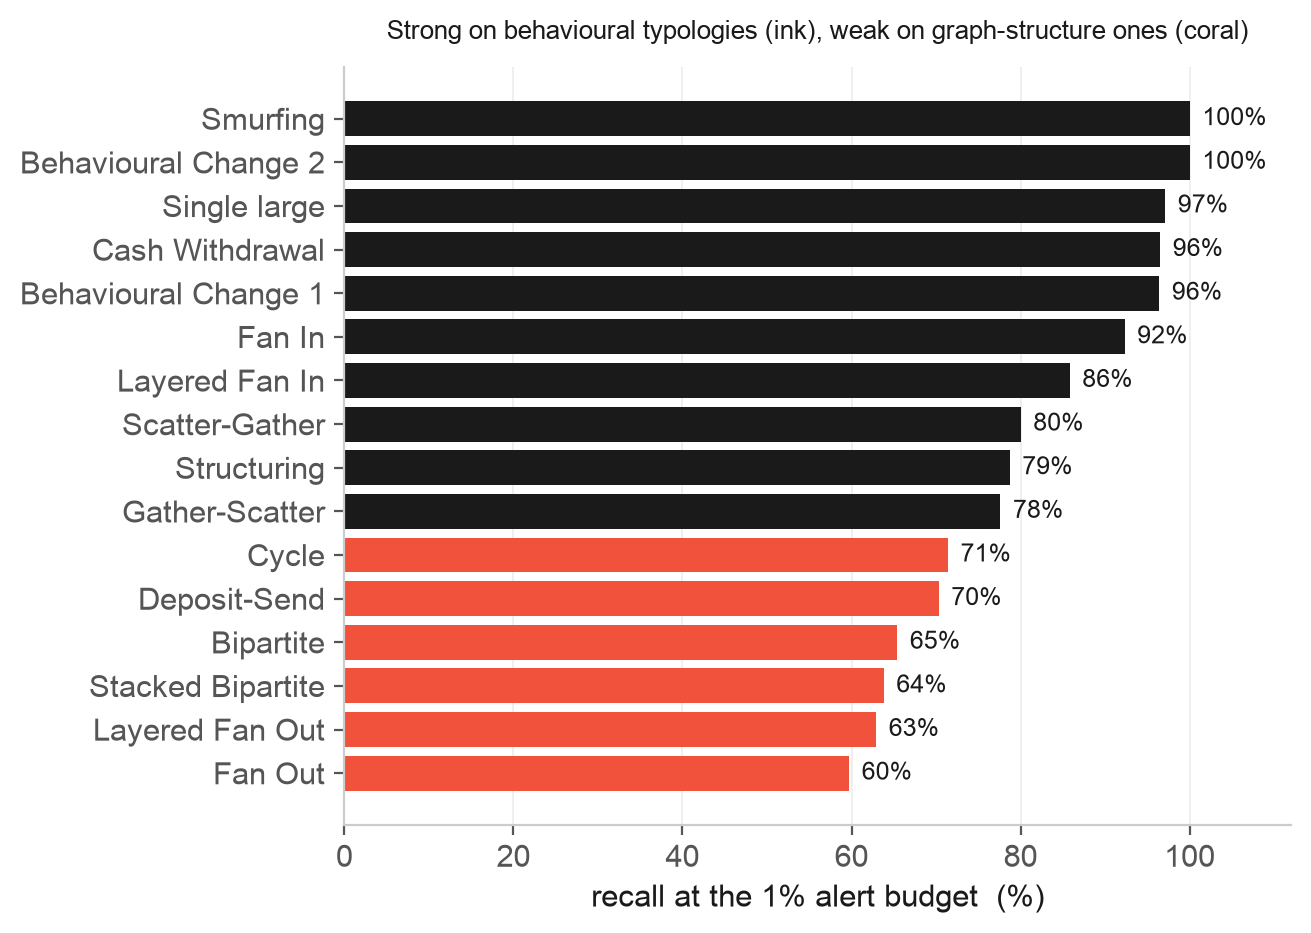 Strong on behavioural typologies (ink), weak on graph-structure ones (coral)
Smurfing 100%
Behavioural Change 2 100%
Single large 97%
Cash Withdrawal 96%
Behavioural Change 1 96%
Fan In 92%
Layered Fan In 86%
Scatter-Gather 80%
Structuring 79%
Gather-Scatter 78%
Cycle 71%
Deposit-Send 70%
Bipartite 65%
Stacked Bipartite 64%
Layered Fan Out 63%
Fan Out 60%
0 20 40 60 80 100
recall at the 1% alert budget (%)